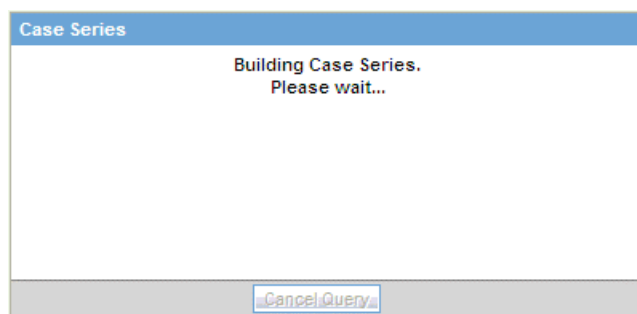 Case Series
Building Case Series.
Please wait...
Cancel Query